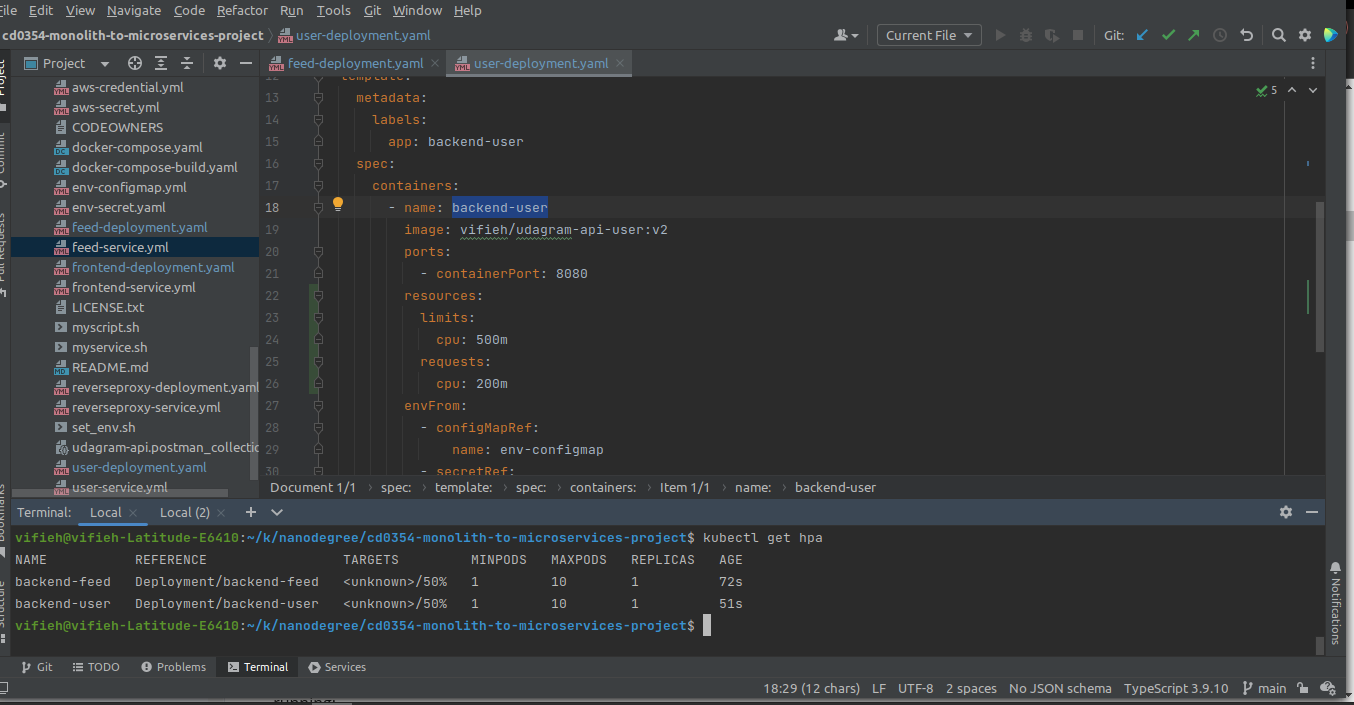 File Edit View Navigate Code Refactor Run Tools Git Window Help
cd0354-monolith-to-microservices-project user-deployment.yaml
Current File Git:
Project
feed-deployment.yaml user-deployment.yaml
aws-credential.yml
aws-secret.yml
CODEOWNERS
docker-compose.yaml
docker-compose-build.yaml
env-configmap.yml
env-secret.yaml
feed-deployment.yaml
feed-service.yml
frontend-deployment.yaml
frontend-service.yml
LICENSE.txt
myscript.sh
myservice.sh
README.md
reverseproxy-deployment.yaml
reverseproxy-service.yml
set_env.sh
udagram-api.postman_collectio
user-deployment.yaml
user-service.yml
12 template:
13 metadata:
14 labels:
15 app: backend-user
16 spec:
17 containers:
18 - name: backend-user
19 image: vifieh/udagram-api-user:v2
20 ports:
21 - containerPort: 8080
22 resources:
23 limits:
24 cpu: 500m
25 requests:
26 cpu: 200m
27 envFrom:
28 - configMapRef:
29 name: env-configmap
30 - secretRef:
5
Document 1/1 spec: template: spec: containers: Item 1/1 name: backend-user
Terminal: Local Local (2)
vifieh@vifieh-Latitude-E6410:~/k/nanodegree/cd0354-monolith-to-microservices-project$ kubectl get hpa
NAME REFERENCE TARGETS MINPODS MAXPODS REPLICAS AGE
backend-feed Deployment/backend-feed <unknown>/50% 1 10 1 72s
backend-user Deployment/backend-user <unknown>/50% 1 10 1 51s
vifieh@vifieh-Latitude-E6410:~/k/nanodegree/cd0354-monolith-to-microservices-project$
Project
Commit
Pull Requests
Bookmarks
Structure
Notifications
Git TODO Problems Terminal Services
18:29 (12 chars) LF UTF-8 2 spaces No JSON schema TypeScript 3.9.10 main